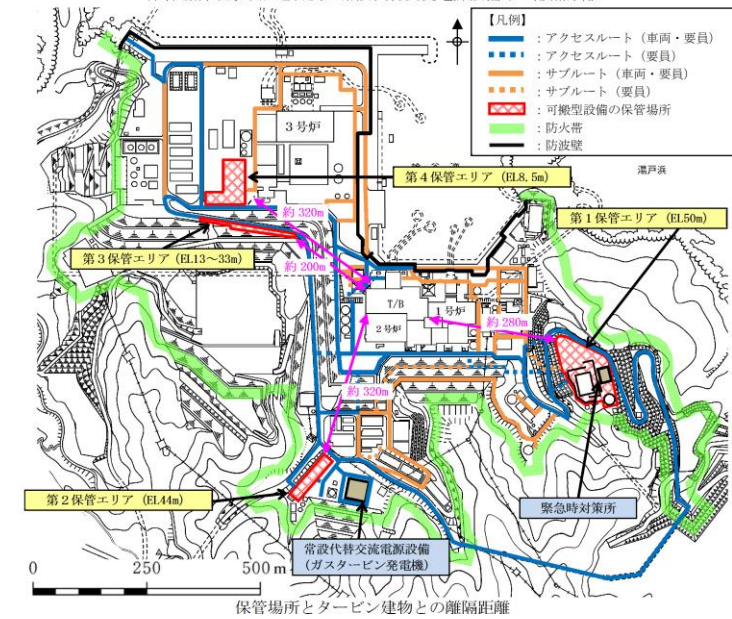 【凡例】
：アクセスルート（車両・要員）
：アクセスルート（要員）
：サブルート（車両・要員）
：サブルート（要員）
：可搬型設備の保管場所
：防火帯
：防波壁
3号炉
湯戸浜
第4保管エリア（EL8.5m）
約320m
第1保管エリア（EL50m）
第3保管エリア（EL13～33m）
約200m
T/B
1号炉
2号炉
約280m
約320m
第2保管エリア（EL44m）
緊急時対策所
常設代替交流電源設備
（ガスタービン発電機）
0 250 500 m
保管場所とタービン建物との離隔距離